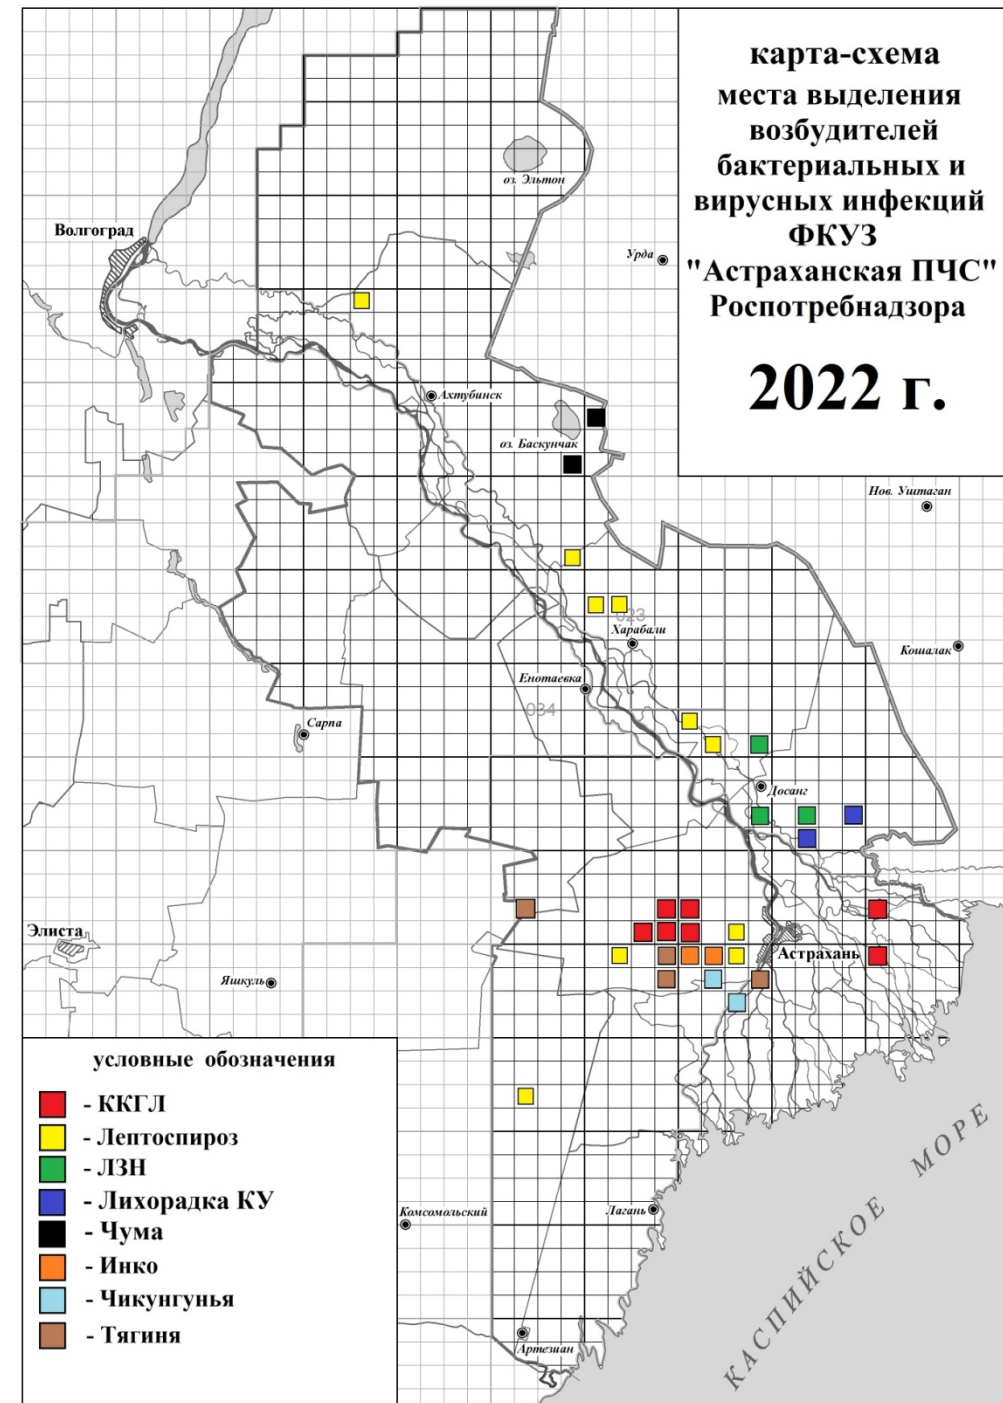 карта-схема
места выделения
возбудителей
бактериальных и
вирусных инфекций
ФКУЗ
"Астраханская ПЧС"
Роспотребнадзора
2022 г.
оз. Эльтон
Волгоград
Урда
Ахтубинск
оз. Баскунчак
Нов. Уштаган
023
Харабали
Кошалак
Енотаевка
034
Сарпа
Досанг
Элиста
Астрахань
Яшкуль
условные обозначения
- ККГЛ
- Лептоспироз
- ЛЗН
- Лихорадка КУ
- Чума
- Инко
- Чикунгунья
- Тягиня
Комсомольский
Лагань
Артезиан
КАСПИЙСКОЕ МОРЕ